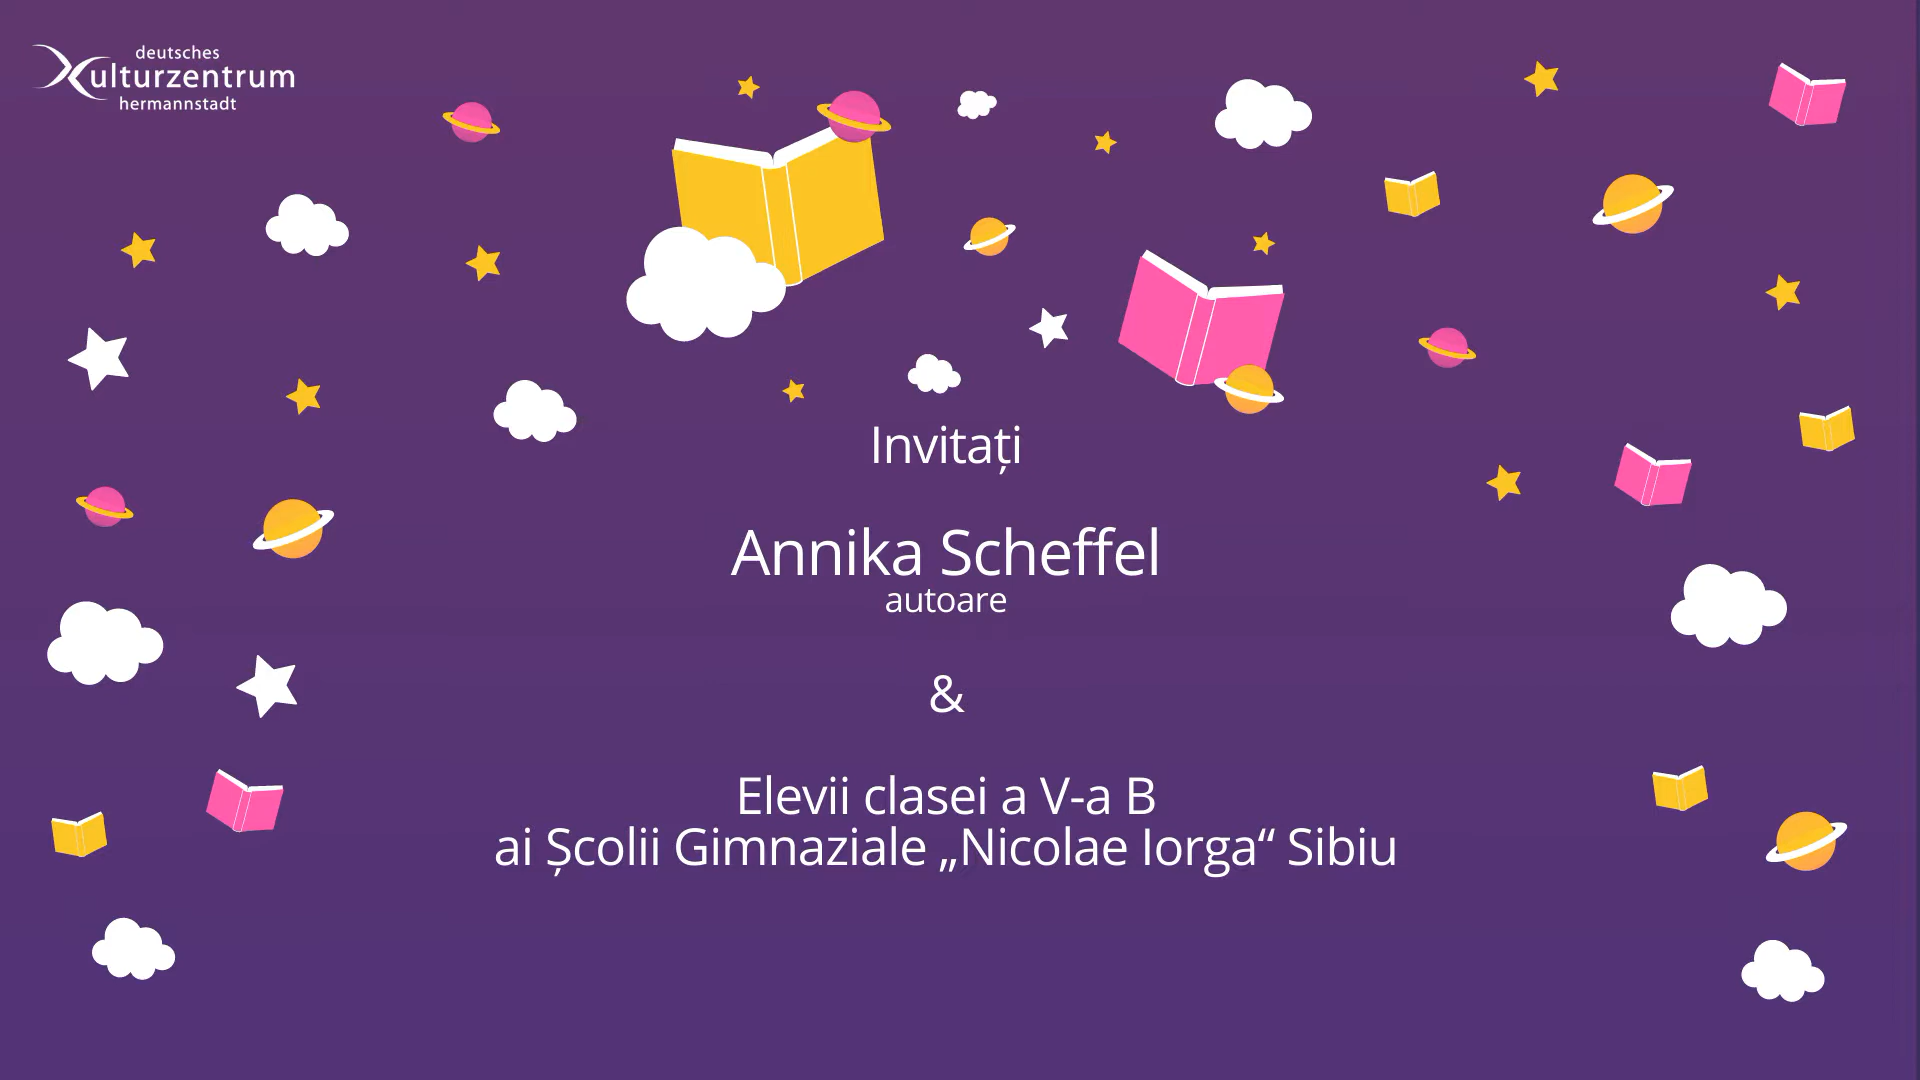 deutsches
Kulturzentrum
hermannstadt
Invitați
Annika Scheffel
autoare
&
Elevii clasei a V-a B
ai Școlii Gimnaziale „Nicolae Iorga“ Sibiu